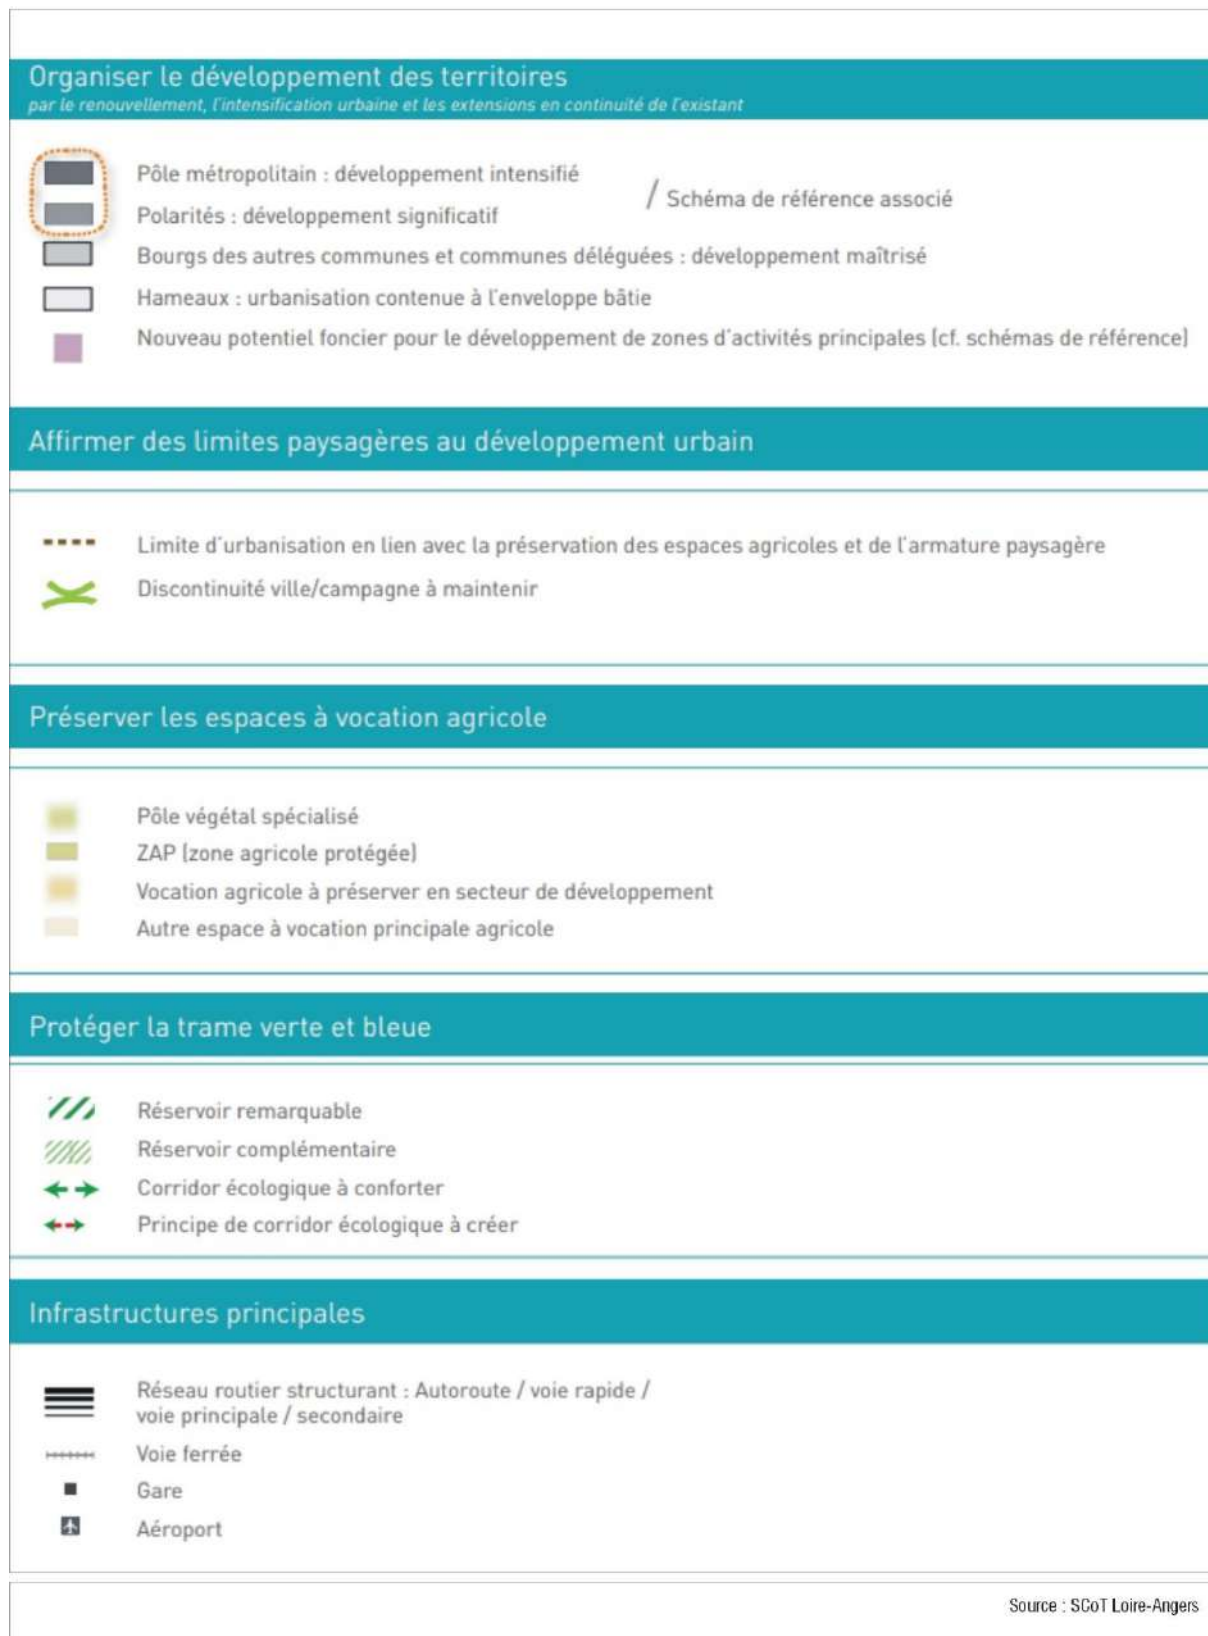 Organiser le développement des territoires
par le renouvellement, l'intensification urbaine et les extensions en continuité de l'existant
Pôle métropolitain : développement intensifié
/ Schéma de référence associé
Polarités : développement significatif
Bourgs des autres communes et communes déléguées : développement maîtrisé
Hameaux : urbanisation contenue à l'enveloppe bâtie
Nouveau potentiel foncier pour le développement de zones d'activités principales (cf. schémas de référence)
Affirmer des limites paysagères au développement urbain
Limite d'urbanisation en lien avec la préservation des espaces agricoles et de l'armature paysagère
Discontinuité ville/campagne à maintenir
Préserver les espaces à vocation agricole
Pôle végétal spécialisé
ZAP (zone agricole protégée)
Vocation agricole à préserver en secteur de développement
Autre espace à vocation principale agricole
Protéger la trame verte et bleue
Réservoir remarquable
Réservoir complémentaire
Corridor écologique à conforter
Principe de corridor écologique à créer
Infrastructures principales
Réseau routier structurant : Autoroute / voie rapide /
voie principale / secondaire
Voie ferrée
Gare
Aéroport
Source : SCoT Loire-Angers